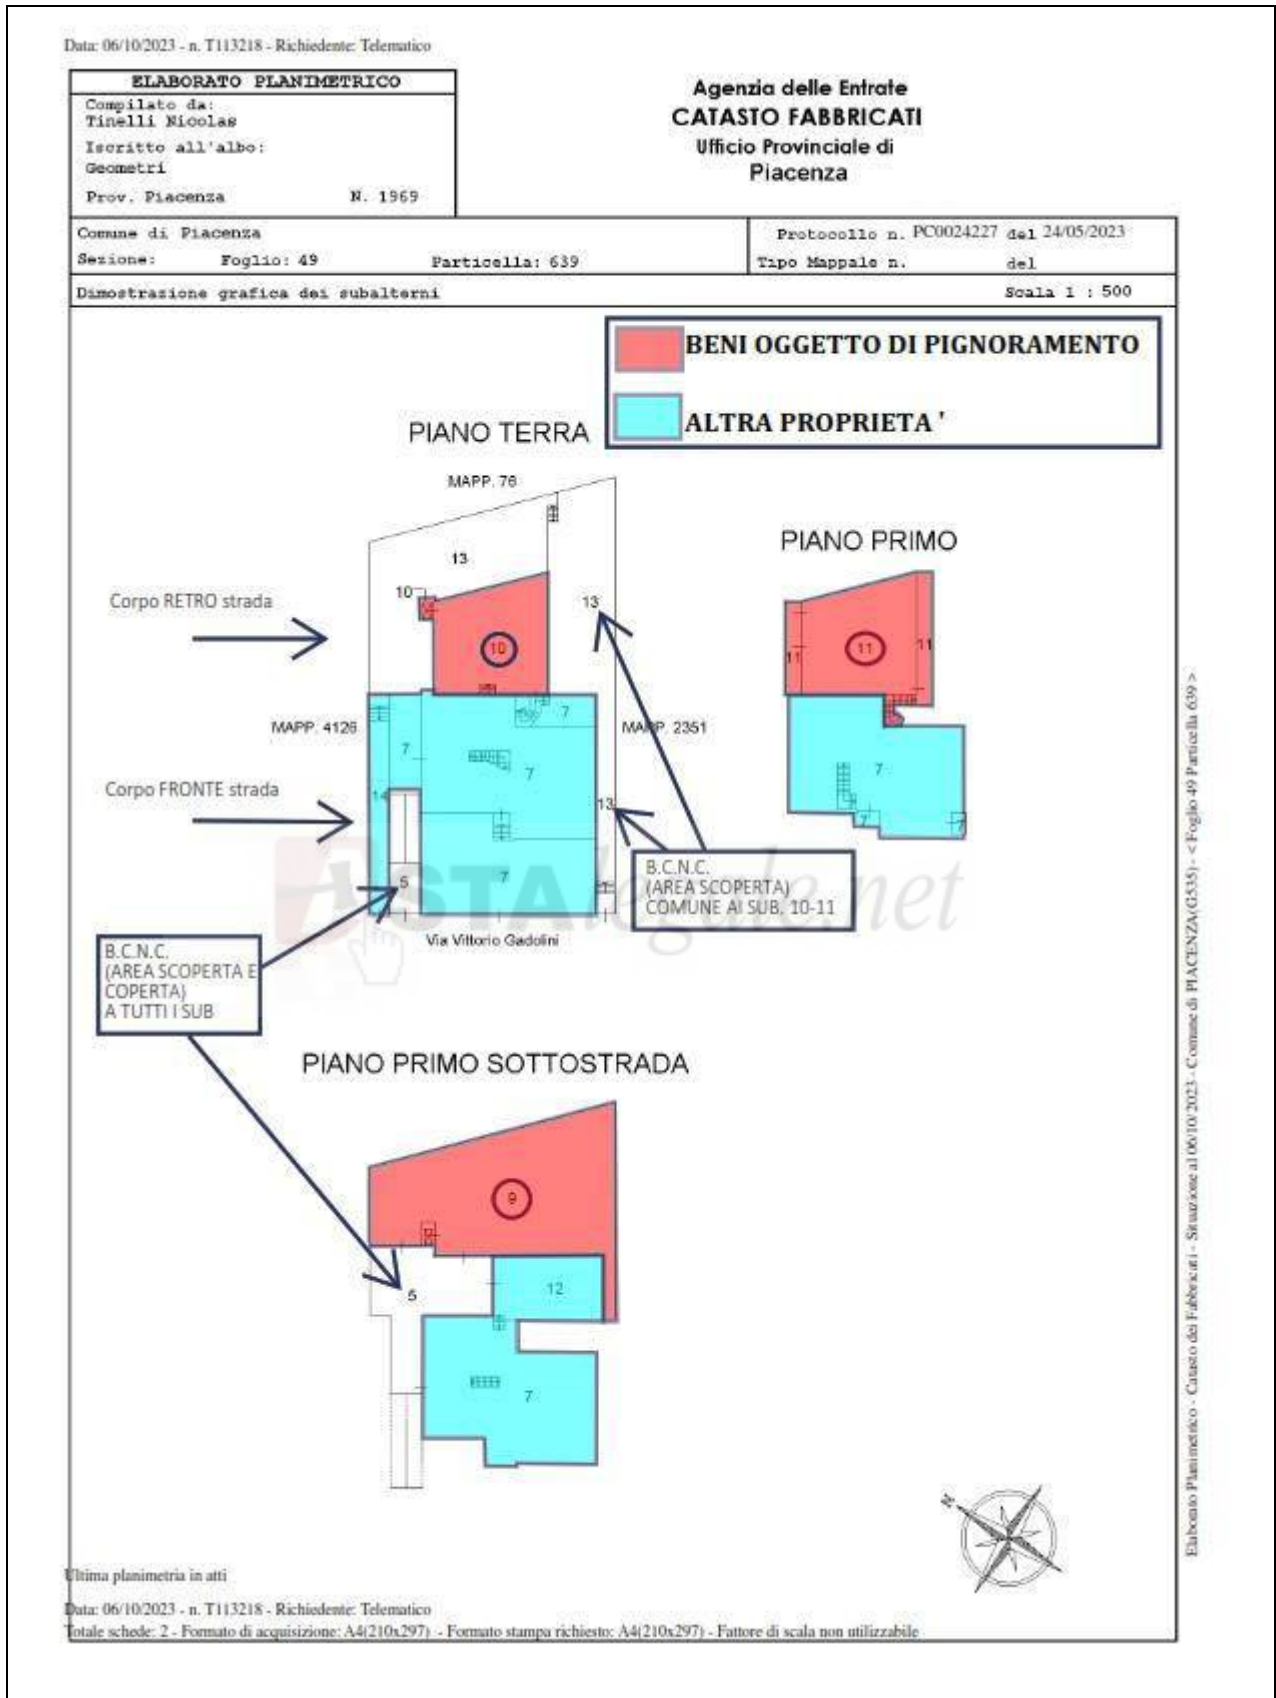 Data: 06/10/2023 - n. T113218 - Richiedente: Telematico
ELABORATO PLANIMETRICO
Compilato da:
Tinelli Nicolas
Iscritto all'albo:
Geometri
Prov. Piacenza N. 1969
Agenzia delle Entrate
CATASTO FABBRICATI
Ufficio Provinciale di
Piacenza
Comune di Piacenza
Sezione: Foglio: 49 Particella: 639
Protocollo n. PC0024227 del 24/05/2023
Tipo Mappale n. del
Dimostrazione grafica dei subalterni
Scala 1 : 500
BENI OGGETTO DI PIGNORAMENTO
ALTRA PROPRIETA'
PIANO TERRA
MAPP. 76
13
10
13
10
Corpo RETRO strada
MAPP. 4126
MAPP. 2351
7
7
7
Corpo FRONTE strada
14
13
5
7
Via Vittorio Gadolini
PIANO PRIMO
11
11
11
7
7
7
B.C.N.C.
(AREA SCOPERTA)
COMUNE AI SUB. 10-11
ASTAlegale.net
B.C.N.C.
(AREA SCOPERTA E
COPERTA)
A TUTTI I SUB
PIANO PRIMO SOTTOSTRADA
9
12
5
7
N
Ultima planimetria in atti
Data: 06/10/2023 - n. T113218 - Richiedente: Telematico
Totale schede: 2 - Formato di acquisizione: A4(210x297) - Formato stampa richiesto: A4(210x297) - Fattore di scala non utilizzabile
Elaborato Planimetrico - Catasto dei Fabbricati - Situazione al 06/10/2023 - Comune di PIACENZA(G535) - < Foglio 49 Particella 639 >